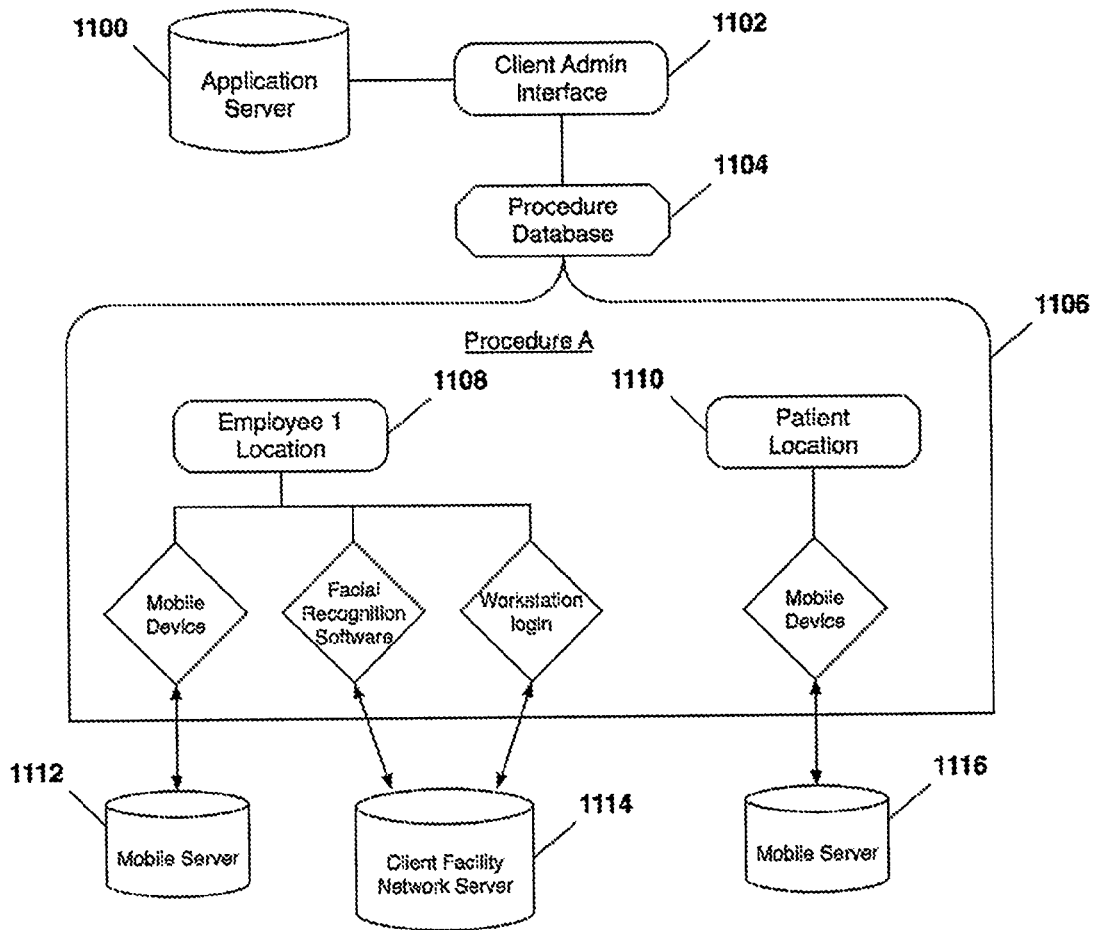 1100
Application
Server
1102
Client Admin
Interface
1104
Procedure
Database
1106
Procedure A
1108
Employee 1
Location
1110
Patient
Location
Mobile
Device
Facial
Recognition
Software
Workstation
login
Mobile
Device
1112
Mobile Server
1114
Client Facility
Network Server
1116
Mobile Server